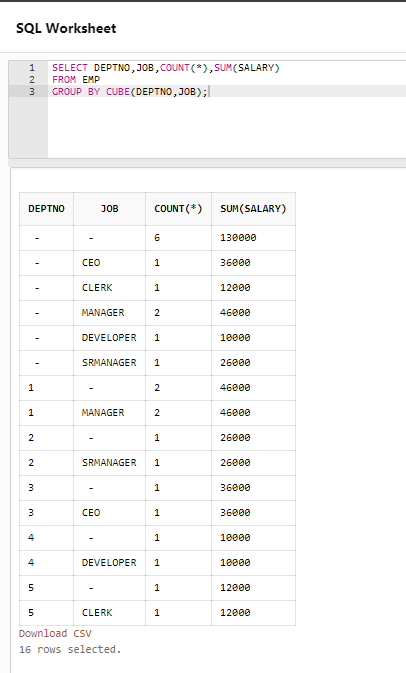 SQL Worksheet
1 SELECT DEPTNO,JOB,COUNT(*),SUM(SALARY)
2 FROM EMP
3 GROUP BY CUBE(DEPTNO,JOB);
DEPTNO JOB COUNT(*) SUM(SALARY)
- - 6 130000
- CEO 1 36000
- CLERK 1 12000
- MANAGER 2 46000
- DEVELOPER 1 10000
- SRMANAGER 1 26000
1 - 2 46000
1 MANAGER 2 46000
2 - 1 26000
2 SRMANAGER 1 26000
3 - 1 36000
3 CEO 1 36000
4 - 1 10000
4 DEVELOPER 1 10000
5 - 1 12000
5 CLERK 1 12000
Download CSV
16 rows selected.